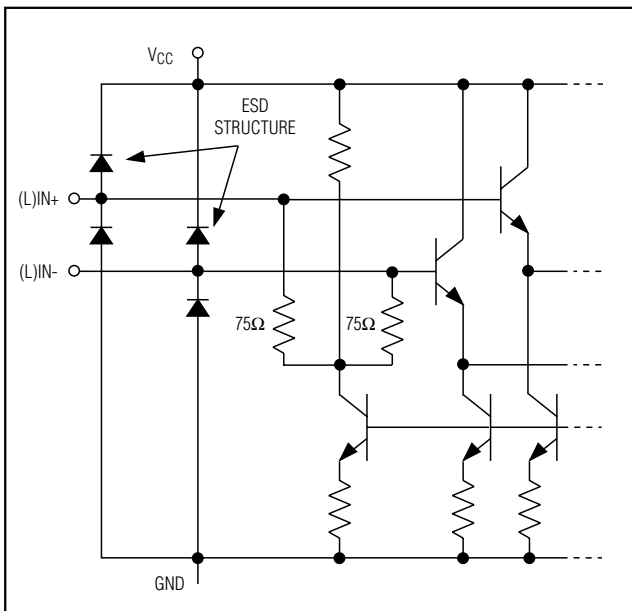 VCC
ESD
STRUCTURE
(L)IN+
(L)IN-
75Ω 75Ω
GND